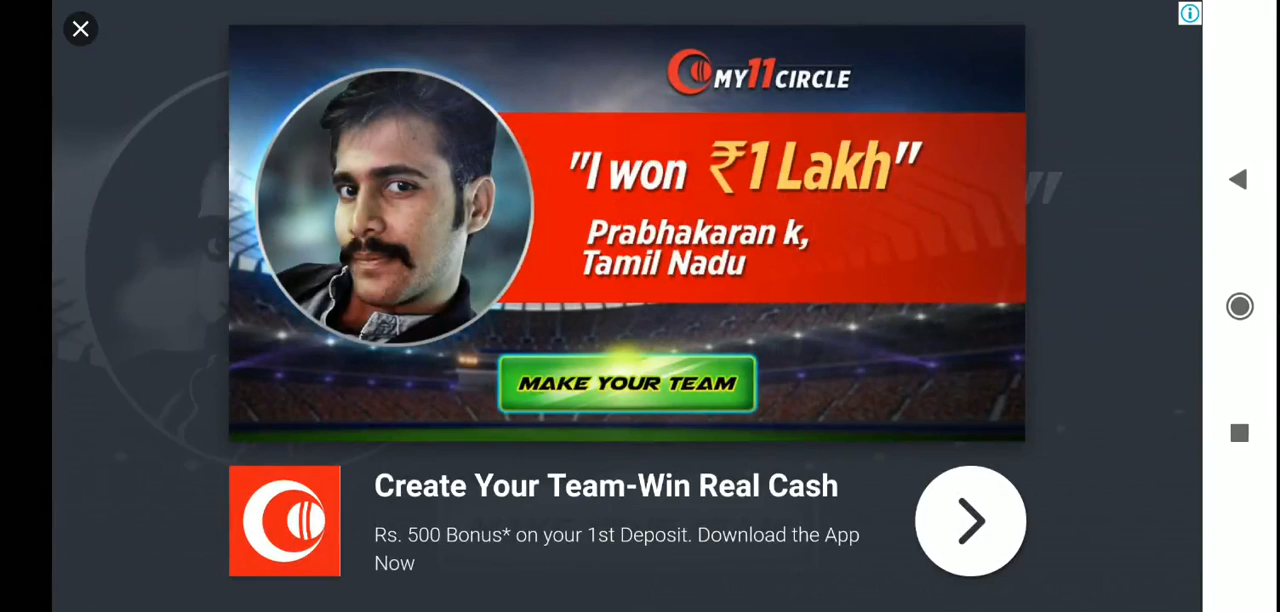 MY11CIRCLE
"I won ₹1 Lakh"
Prabhakaran k,
Tamil Nadu
MAKE YOUR TEAM
Create Your Team-Win Real Cash
Rs. 500 Bonus* on your 1st Deposit. Download the App
Now